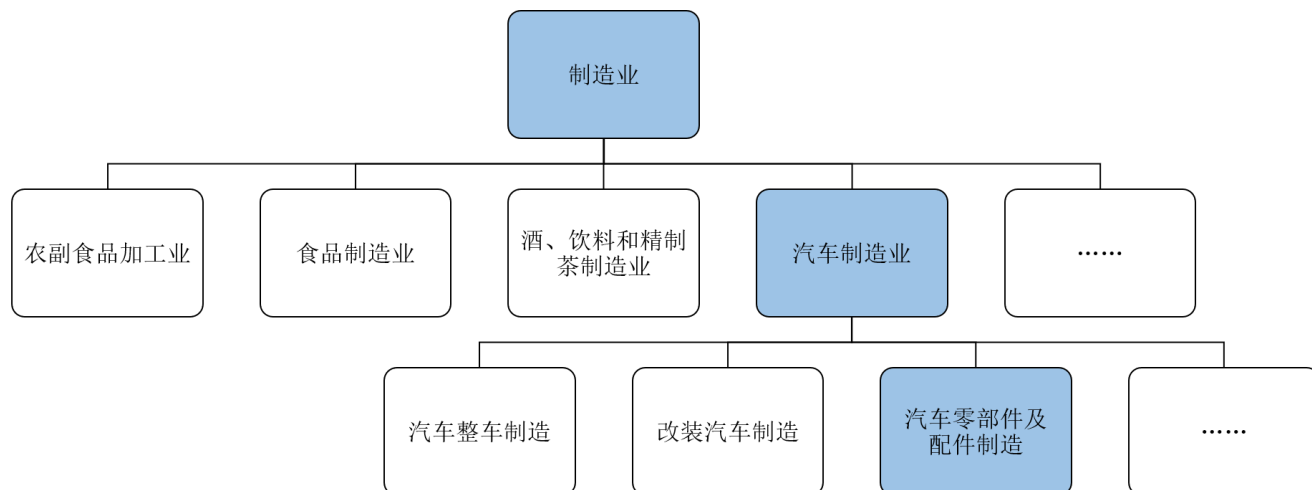 制造业
农副食品加工业
食品制造业
酒、饮料和精制
茶制造业
汽车制造业
……
汽车整车制造
改装汽车制造
汽车零部件及
配件制造
……